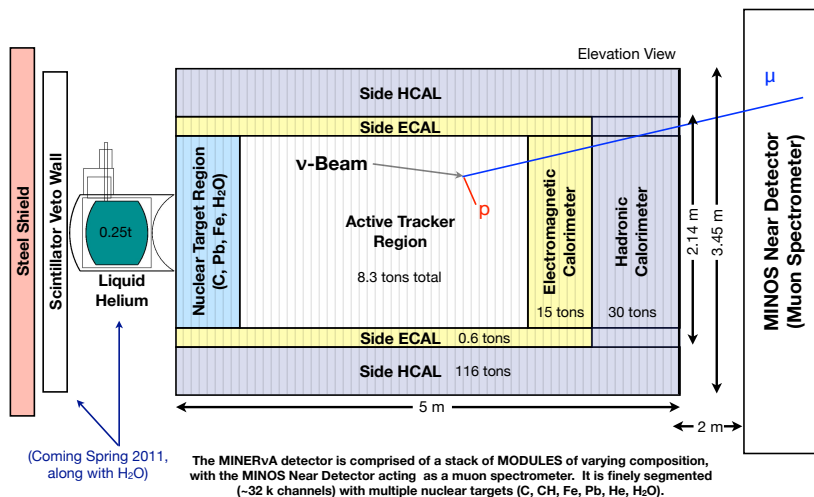 Elevation View
Steel Shield
Scintillator Veto Wall
0.25t
Liquid
Helium
Side HCAL
Side ECAL
Nuclear Target Region
(C, Pb, Fe, H₂O)
ν-Beam
p
μ
Active Tracker
Region
8.3 tons total
Electromagnetic
Calorimeter
15 tons
Hadronic
Calorimeter
30 tons
Side ECAL 0.6 tons
Side HCAL 116 tons
2.14 m
3.45 m
MINOS Near Detector
(Muon Spectrometer)
5 m
2 m
(Coming Spring 2011,
along with H₂O)
The MINERνA detector is comprised of a stack of MODULES of varying composition,
with the MINOS Near Detector acting as a muon spectrometer. It is finely segmented
(~32 k channels) with multiple nuclear targets (C, CH, Fe, Pb, He, H₂O).